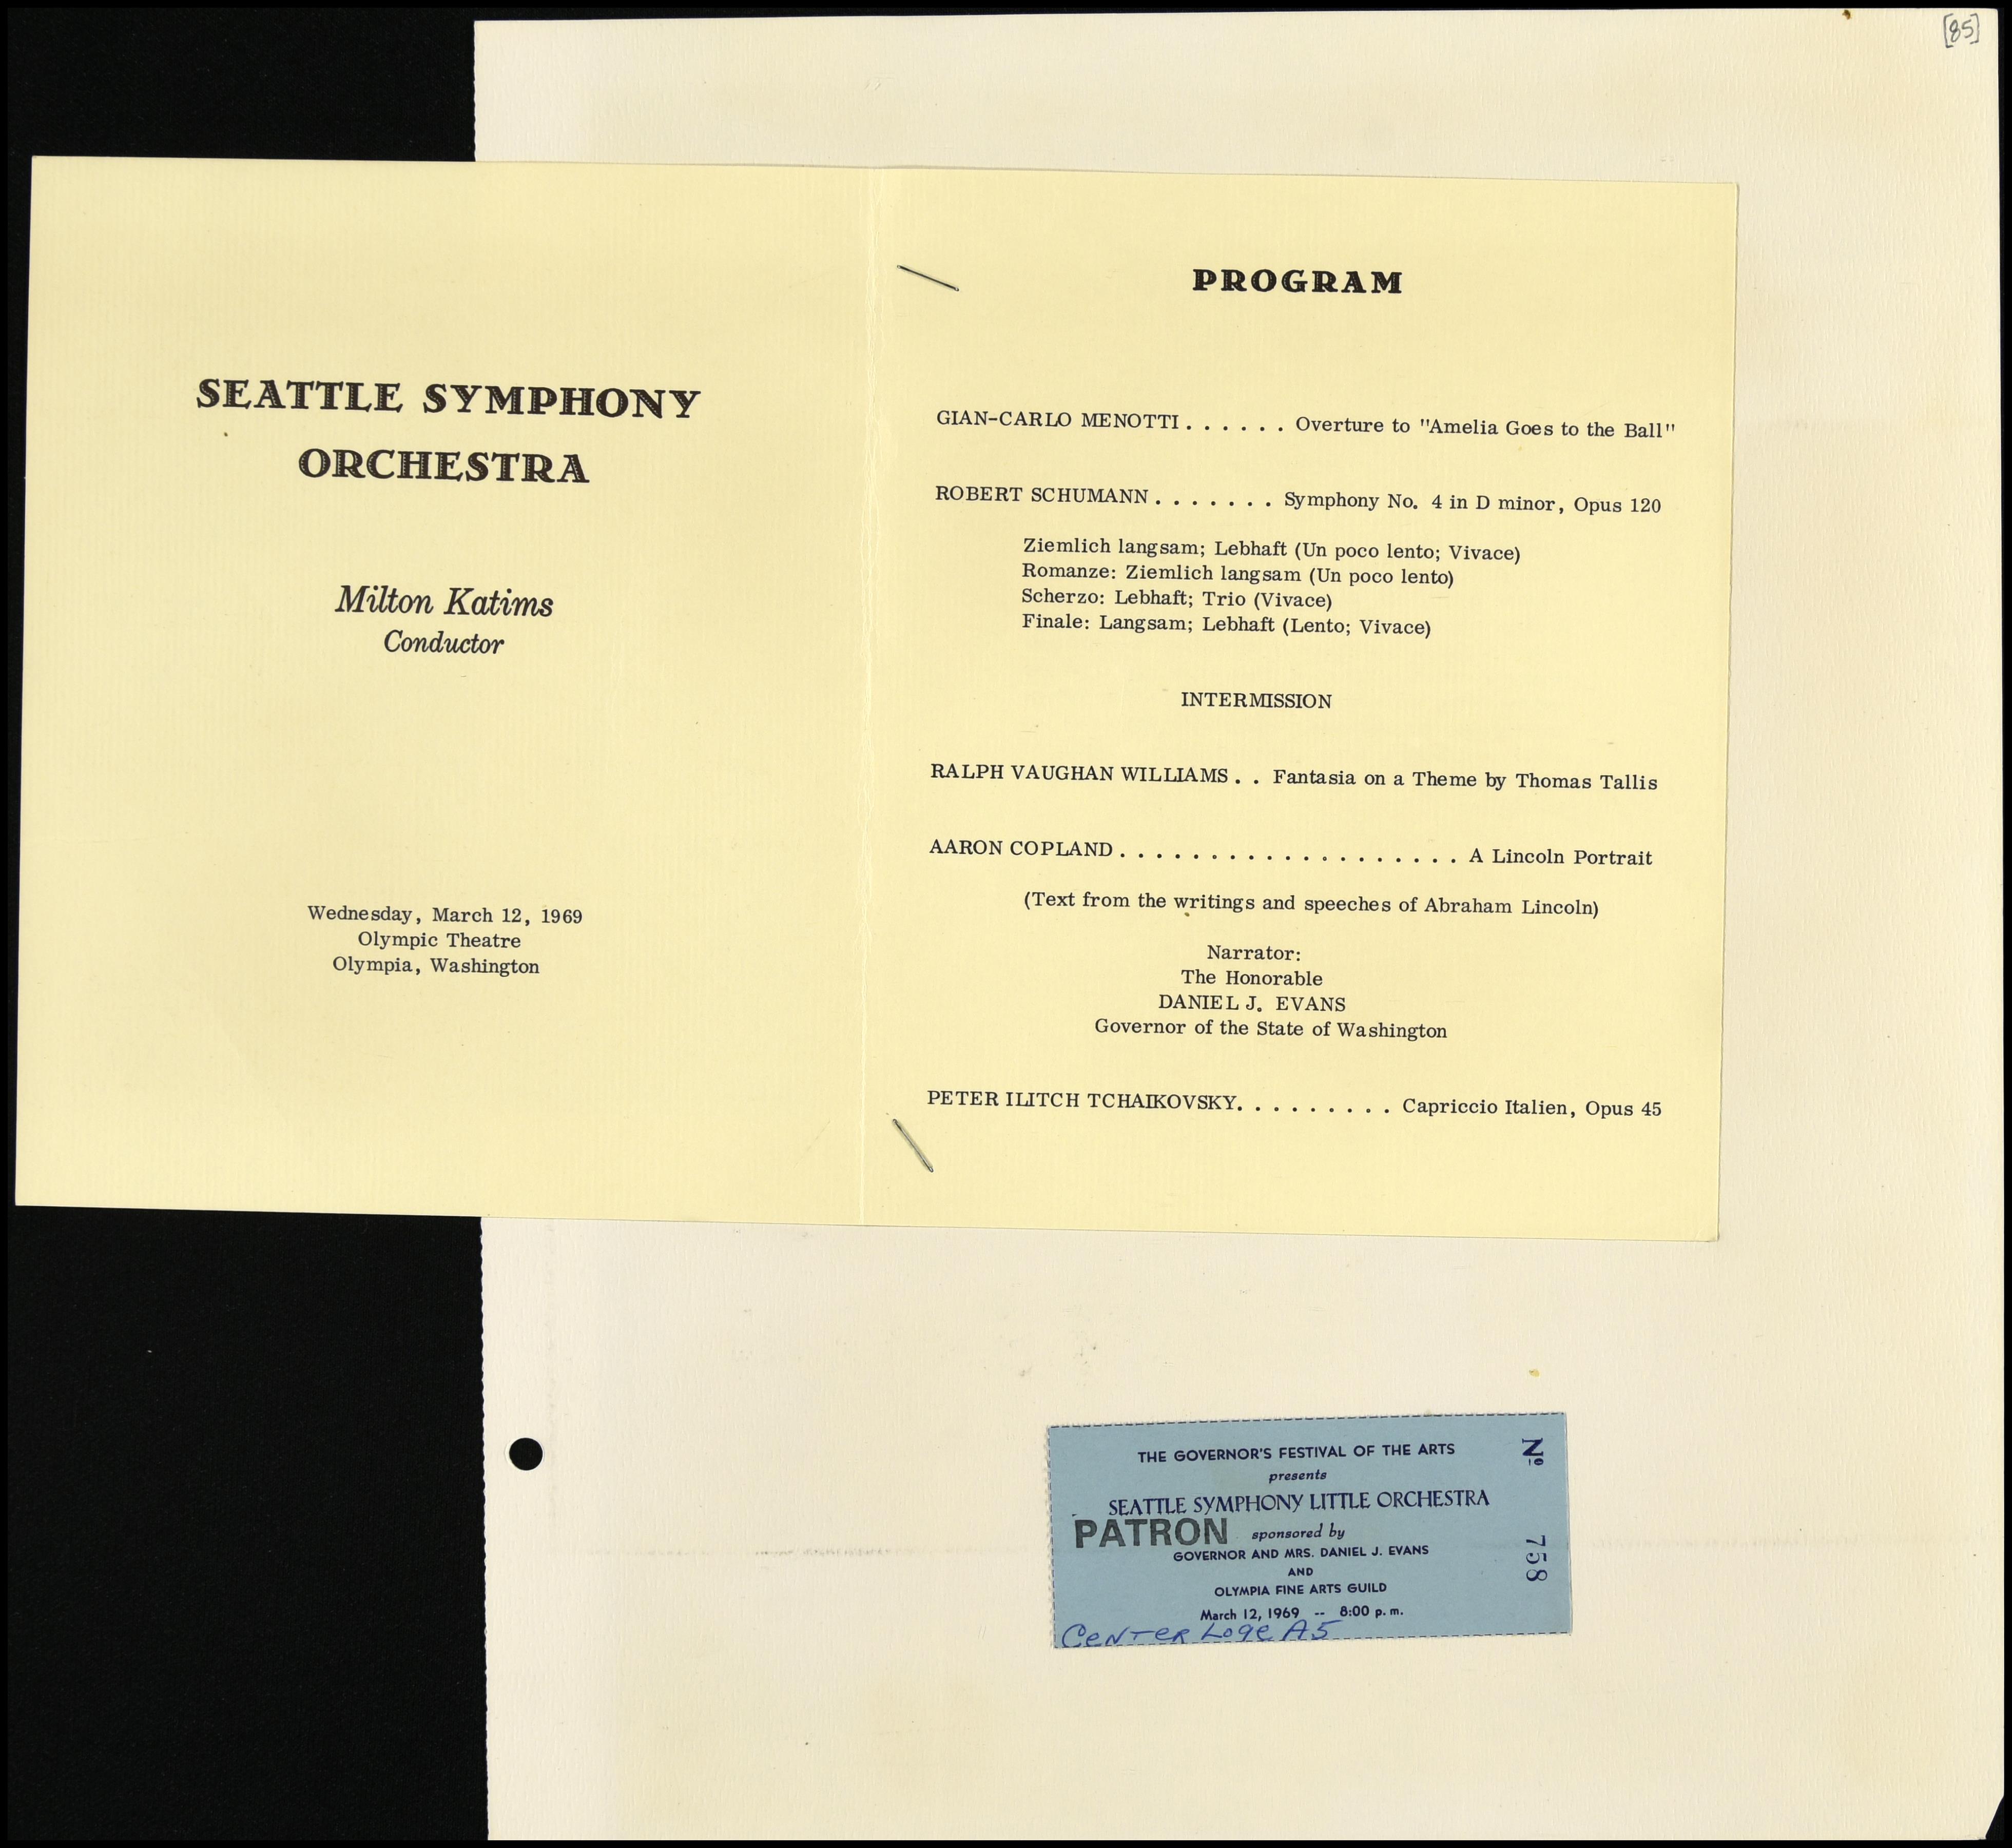 [85]
SEATTLE SYMPHONY
ORCHESTRA
Milton Katims
Conductor
Wednesday, March 12, 1969
Olympic Theatre
Olympia, Washington
PROGRAM
GIAN-CARLO MENOTTI . . . . . . Overture to "Amelia Goes to the Ball"
ROBERT SCHUMANN . . . . . . . Symphony No. 4 in D minor, Opus 120
Ziemlich langsam; Lebhaft (Un poco lento; Vivace)
Romanze: Ziemlich langsam (Un poco lento)
Scherzo: Lebhaft; Trio (Vivace)
Finale: Langsam; Lebhaft (Lento; Vivace)
INTERMISSION
RALPH VAUGHAN WILLIAMS . . Fantasia on a Theme by Thomas Tallis
AARON COPLAND . . . . . . . . . . . . . . . . . . . A Lincoln Portrait
(Text from the writings and speeches of Abraham Lincoln)
Narrator:
The Honorable
DANIEL J. EVANS
Governor of the State of Washington
PETER ILITCH TCHAIKOVSKY. . . . . . . . . Capriccio Italien, Opus 45
THE GOVERNOR'S FESTIVAL OF THE ARTS
presents
SEATTLE SYMPHONY LITTLE ORCHESTRA
PATRON sponsored by
GOVERNOR AND MRS. DANIEL J. EVANS
AND
OLYMPIA FINE ARTS GUILD
March 12, 1969 -- 8:00 p. m.
CENTER Loge A5
Nº 758